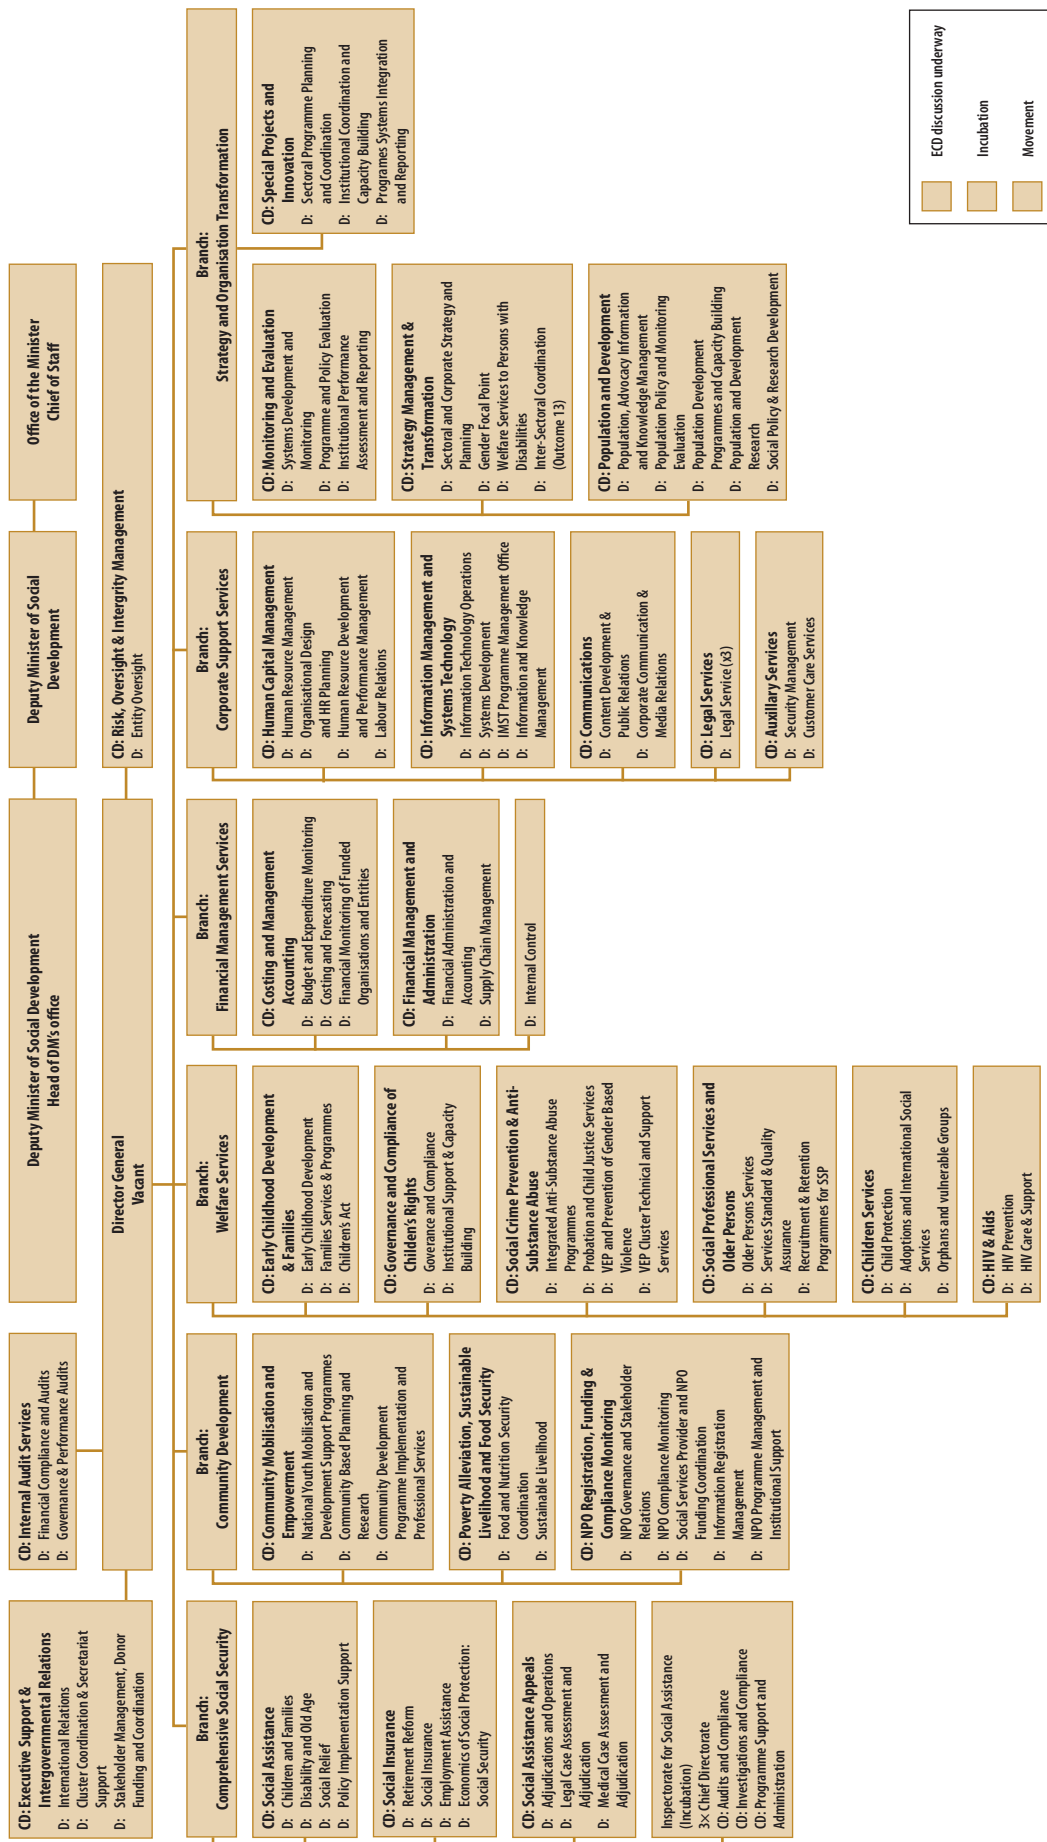 CD: Executive Support &
Intergovernmental Relations
D: International Relations
D: Cluster Coordination & Secretariat
Support
D: Stakeholder Management, Donor
Funding and Coordination
CD: Internal Audit Services
D: Financial Compliance and Audits
D: Governance & Performance Audits
Deputy Minister of Social Development
Head of DM's office
Deputy Minister of Social
Development
Office of the Minister
Chief of Staff
Director General
Vacant
CD: Risk, Oversight & Intergrity Management
D: Entity Oversight
Branch:
Comprehensive Social Security
CD: Social Assistance
D: Children and Families
D: Disability and Old Age
D: Social Relief
D: Policy Implementation Support
CD: Social Insurance
D: Retirement Reform
D: Social Insurance
D: Employment Assistance
D: Economics of Social Protection:
Social Security
CD: Social Assistance Appeals
D: Adjudications and Operations
D: Legal Case Assessment and
Adjudication
D: Medical Case Asssesment and
Adjudication
Inspectorate for Social Assistance
(Incubation)
3× Chief Directorate
CD: Audits and Compliance
CD: Investigations and Compliance
CD: Programme Support and
Administration
Branch:
Community Development
CD: Community Mobilisation and
Empowerment
D: National Youth Mobilisation and
Development Support Programmes
D: Community Based Planning and
Research
D: Community Development
Programme Implementation and
Professional Services
CD: Poverty Alleviation, Sustainable
Livelihood and Food Security
D: Food and Nutrition Security
Coordination
D: Sustainable Livelihood
CD: NPO Registration, Funding &
Compliance Monitoring
D: NPO Governance and Stakeholder
Relations
D: NPO Compliance Monitoring
D: Social Services Provider and NPO
Funding Coordination
D: Information Registration
Management
D: NPO Programme Management and
Institutional Support
Branch:
Welfare Services
CD: Early Childhood Development
& Families
D: Early Childhood Development
D: Families Services & Programmes
D: Children's Act
CD: Governance and Compliance of
Childen's Rights
D: Goverance and Compliance
D: Institutional Support & Capacity
Building
CD: Social Crime Prevention & Anti-
Substance Abuse
D: Integrated Anti-Substance Abuse
Programmes
D: Probation and Child Justice Services
D: VEP and Prevention of Gender Based
Violence
D: VEP Cluster Technical and Support
Services
CD: Social Professional Services and
Older Persons
D: Older Persons Services
D: Services Standard & Quality
Assurance
D: Recruitment & Retention
Programmes for SSP
CD: Children Services
D: Child Protection
D: Adoptions and International Social
Services
D: Orphans and vulnerable Groups
CD: HIV & Aids
D: HIV Prevention
D: HIV Care & Support
Branch:
Financial Management Services
CD: Costing and Management
Accounting
D: Budget and Expenditure Monitoring
D: Costing and Forecasting
D: Financial Monitoring of Funded
Organisations and Entities
CD: Financial Management and
Administration
D: Financial Administration and
Accounting
D: Supply Chain Management
D: Internal Control
Branch:
Corporate Support Services
CD: Human Capital Management
D: Human Resource Management
D: Organisational Design
and HR Planning
D: Human Resource Development
and Performance Management
D: Labour Relations
CD: Information Management and
Systems Technology
D: Information Technology Operations
D: Systems Development
D: IMST Programme Management Office
D: Information and Knowledge
Management
CD: Communications
D: Content Development &
Public Relations
D: Corporate Communication &
Media Relations
CD: Legal Services
D: Legal Service (x3)
CD: Auxillary Services
D: Security Management
D: Customer Care Services
Branch:
Strategy and Organisation Transformation
CD: Monitoring and Evaluation
D: Systems Development and
Monitoring
D: Programme and Policy Evaluation
D: Institutional Performance
Assessment and Reporting
CD: Strategy Management &
Transformation
D: Sectoral and Corporate Strategy and
Planning
D: Gender Focal Point
D: Welfare Services to Persons with
Disabilities
D: Inter-Sectoral Coordination
(Outcome 13)
CD: Population and Development
D: Population, Advocacy Information
and Knowledge Management
D: Population Policy and Monitoring
Evaluation
D: Population Development
Programmes and Capacity Building
D: Population and Development
Research
D: Social Policy & Research Development
CD: Special Projects and
Innovation
D: Sectoral Programme Planning
and Coordination
D: Institutional Coordination and
Capacity Building
D: Programes Systems Integration
and Reporting
ECD discussion underway
Incubation
Movement